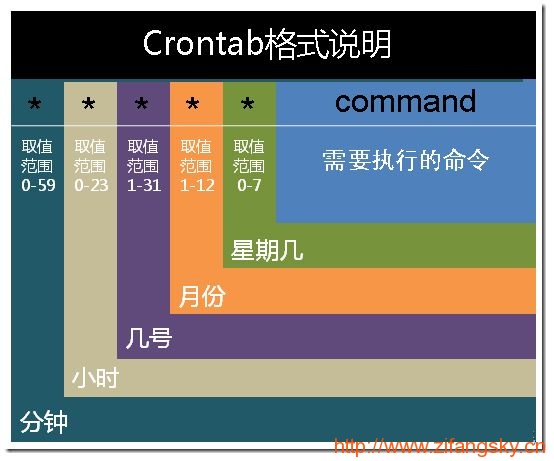 Crontab格式说明
* * * * * command
取值 取值 取值 取值 取值 需要执行的命令
范围 范围 范围 范围 范围
0-59 0-23 1-31 1-12 0-7
星期几
月份
几号
小时
分钟
http://www.zifangsky.cn